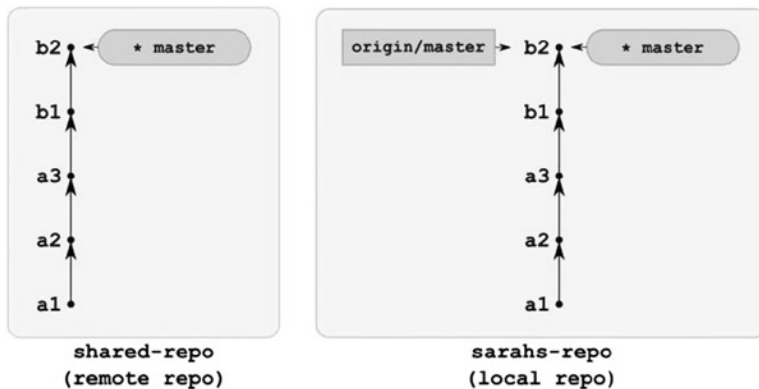 b2
* master
b1
a3
a2
a1
shared-repo
(remote repo)
origin/master
b2
* master
b1
a3
a2
a1
sarahs-repo
(local repo)